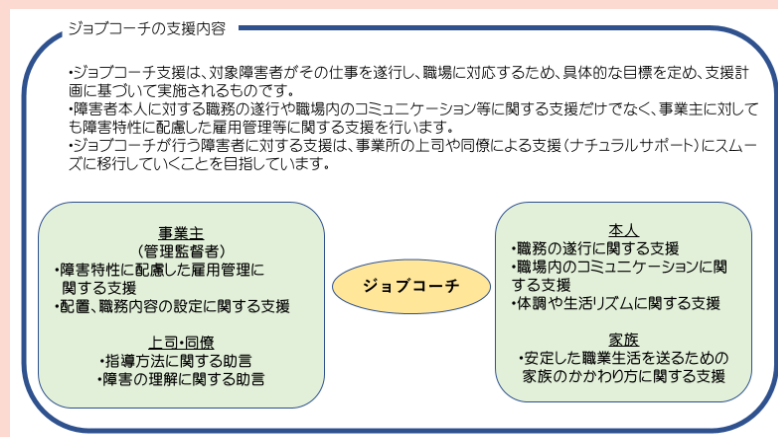 ジョブコーチの支援内容
・ジョブコーチ支援は、対象障害者がその仕事を遂行し、職場に対応するため、具体的な目標を定め、支援計
画に基づいて実施されるものです。
・障害者本人に対する職務の遂行や職場内のコミュニケーション等に関する支援だけでなく、事業主に対して
も障害特性に配慮した雇用管理等に関する支援を行います。
・ジョブコーチが行う障害者に対する支援は、事業所の上司や同僚による支援(ナチュラルサポート)にスムー
ズに移行していくことを目指しています。
事業主
(管理監督者)
・障害特性に配慮した雇用管理に
関する支援
・配置、職務内容の設定に関する支援
上司・同僚
・指導方法に関する助言
・障害の理解に関する助言
ジョブコーチ
本人
・職務の遂行に関する支援
・職場内のコミュニケーションに関
する支援
・体調や生活リズムに関する支援
家族
・安定した職業生活を送るための
家族のかかわり方に関する支援